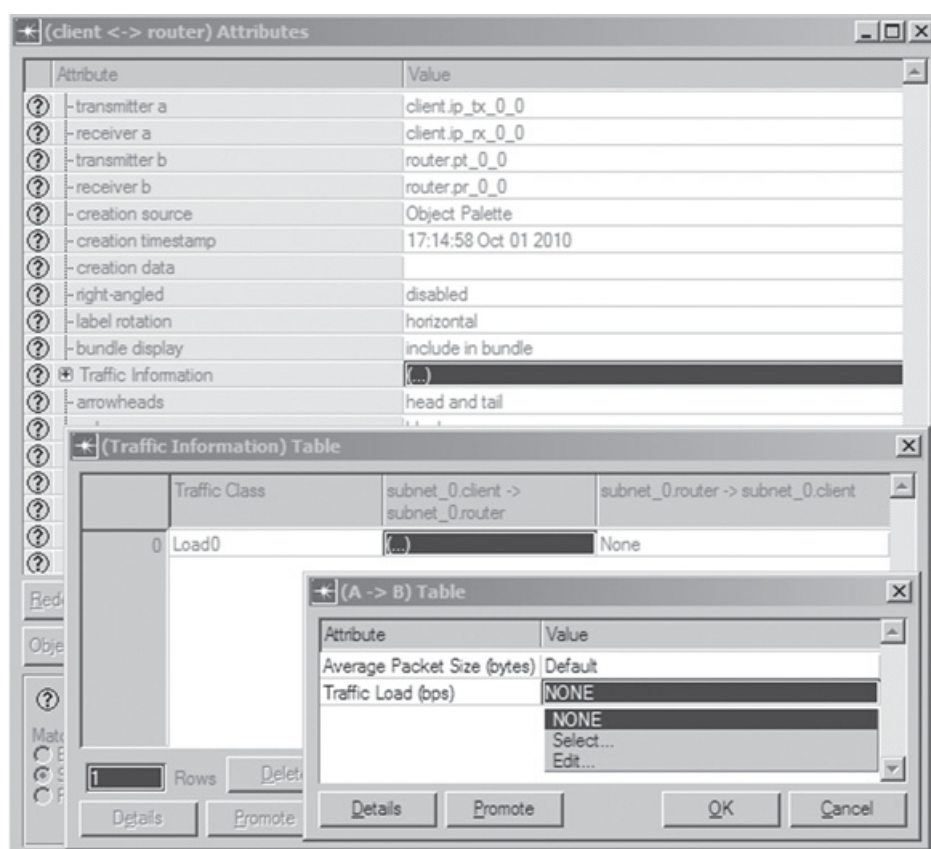 (client <-> router) Attributes
Attribute Value
transmitter a client.ip_tx_0_0
receiver a client.ip_rx_0_0
transmitter b router.pt_0_0
receiver b router.pr_0_0
creation source Object Palette
creation timestamp 17:14:58 Oct 01 2010
creation data
right-angled disabled
label rotation horizontal
bundle display include in bundle
Traffic Information (...)
arrowheads head and tail
(Traffic Information) Table
Traffic Class subnet_0.client -> subnet_0.router -> subnet_0.client
subnet_0.router
0 Load0 (...) None
(A -> B) Table
Attribute Value
Average Packet Size (bytes) Default
Traffic Load (bps) NONE
NONE
Select...
Edit...
1 Rows
Details Promote
Details Promote OK Cancel